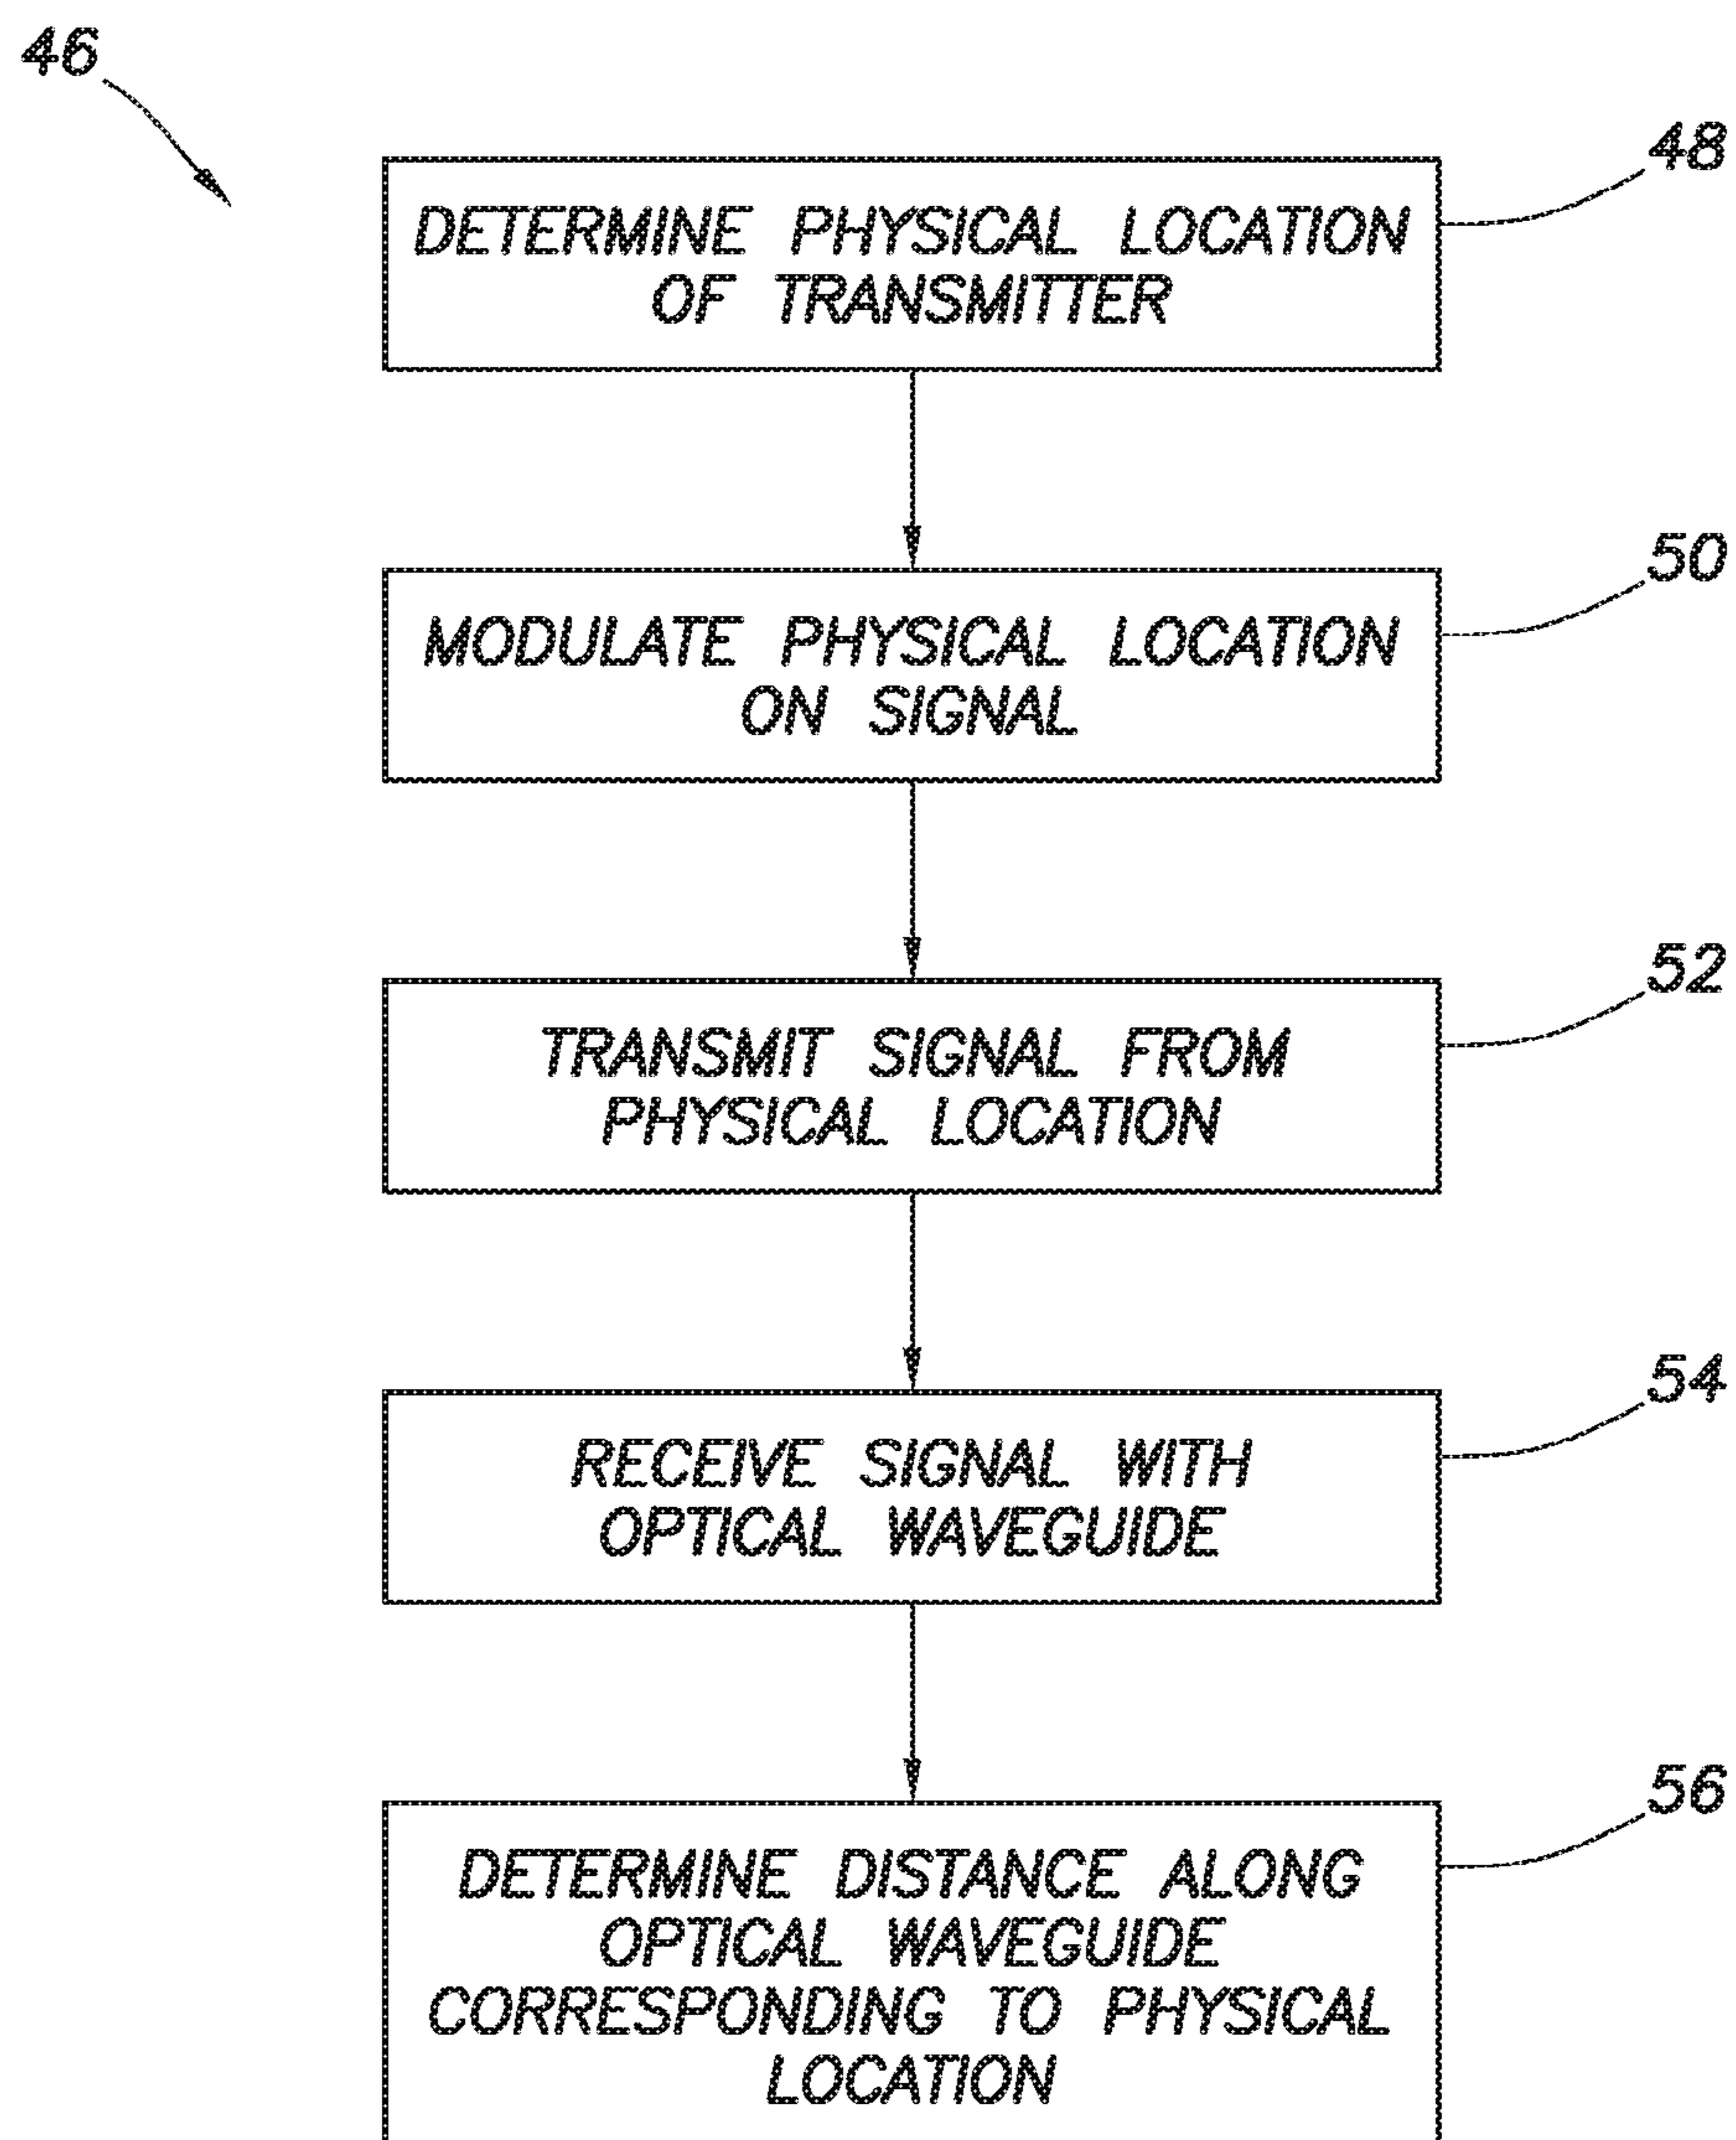 46
48
DETERMINE PHYSICAL LOCATION
OF TRANSMITTER
50
MODULATE PHYSICAL LOCATION
ON SIGNAL
52
TRANSMIT SIGNAL FROM
PHYSICAL LOCATION
54
RECEIVE SIGNAL WITH
OPTICAL WAVEGUIDE
56
DETERMINE DISTANCE ALONG
OPTICAL WAVEGUIDE
CORRESPONDING TO PHYSICAL
LOCATION